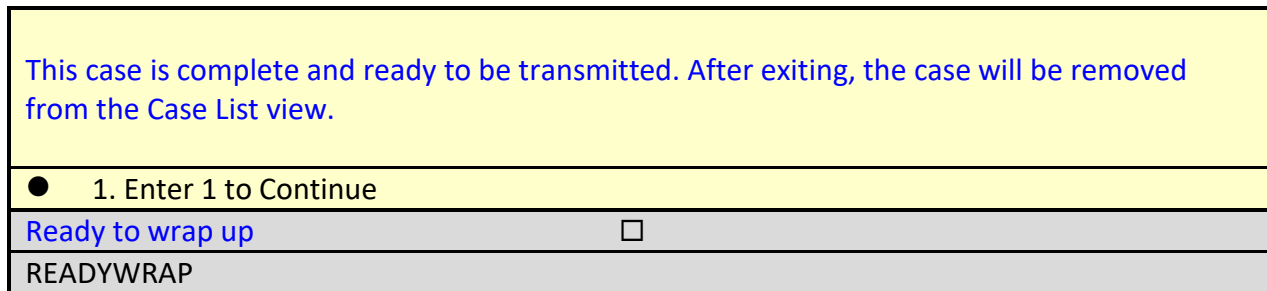 This case is complete and ready to be transmitted. After exiting, the case will be removed
from the Case List view.
● 1. Enter 1 to Continue
Ready to wrap up ☐
READYWRAP